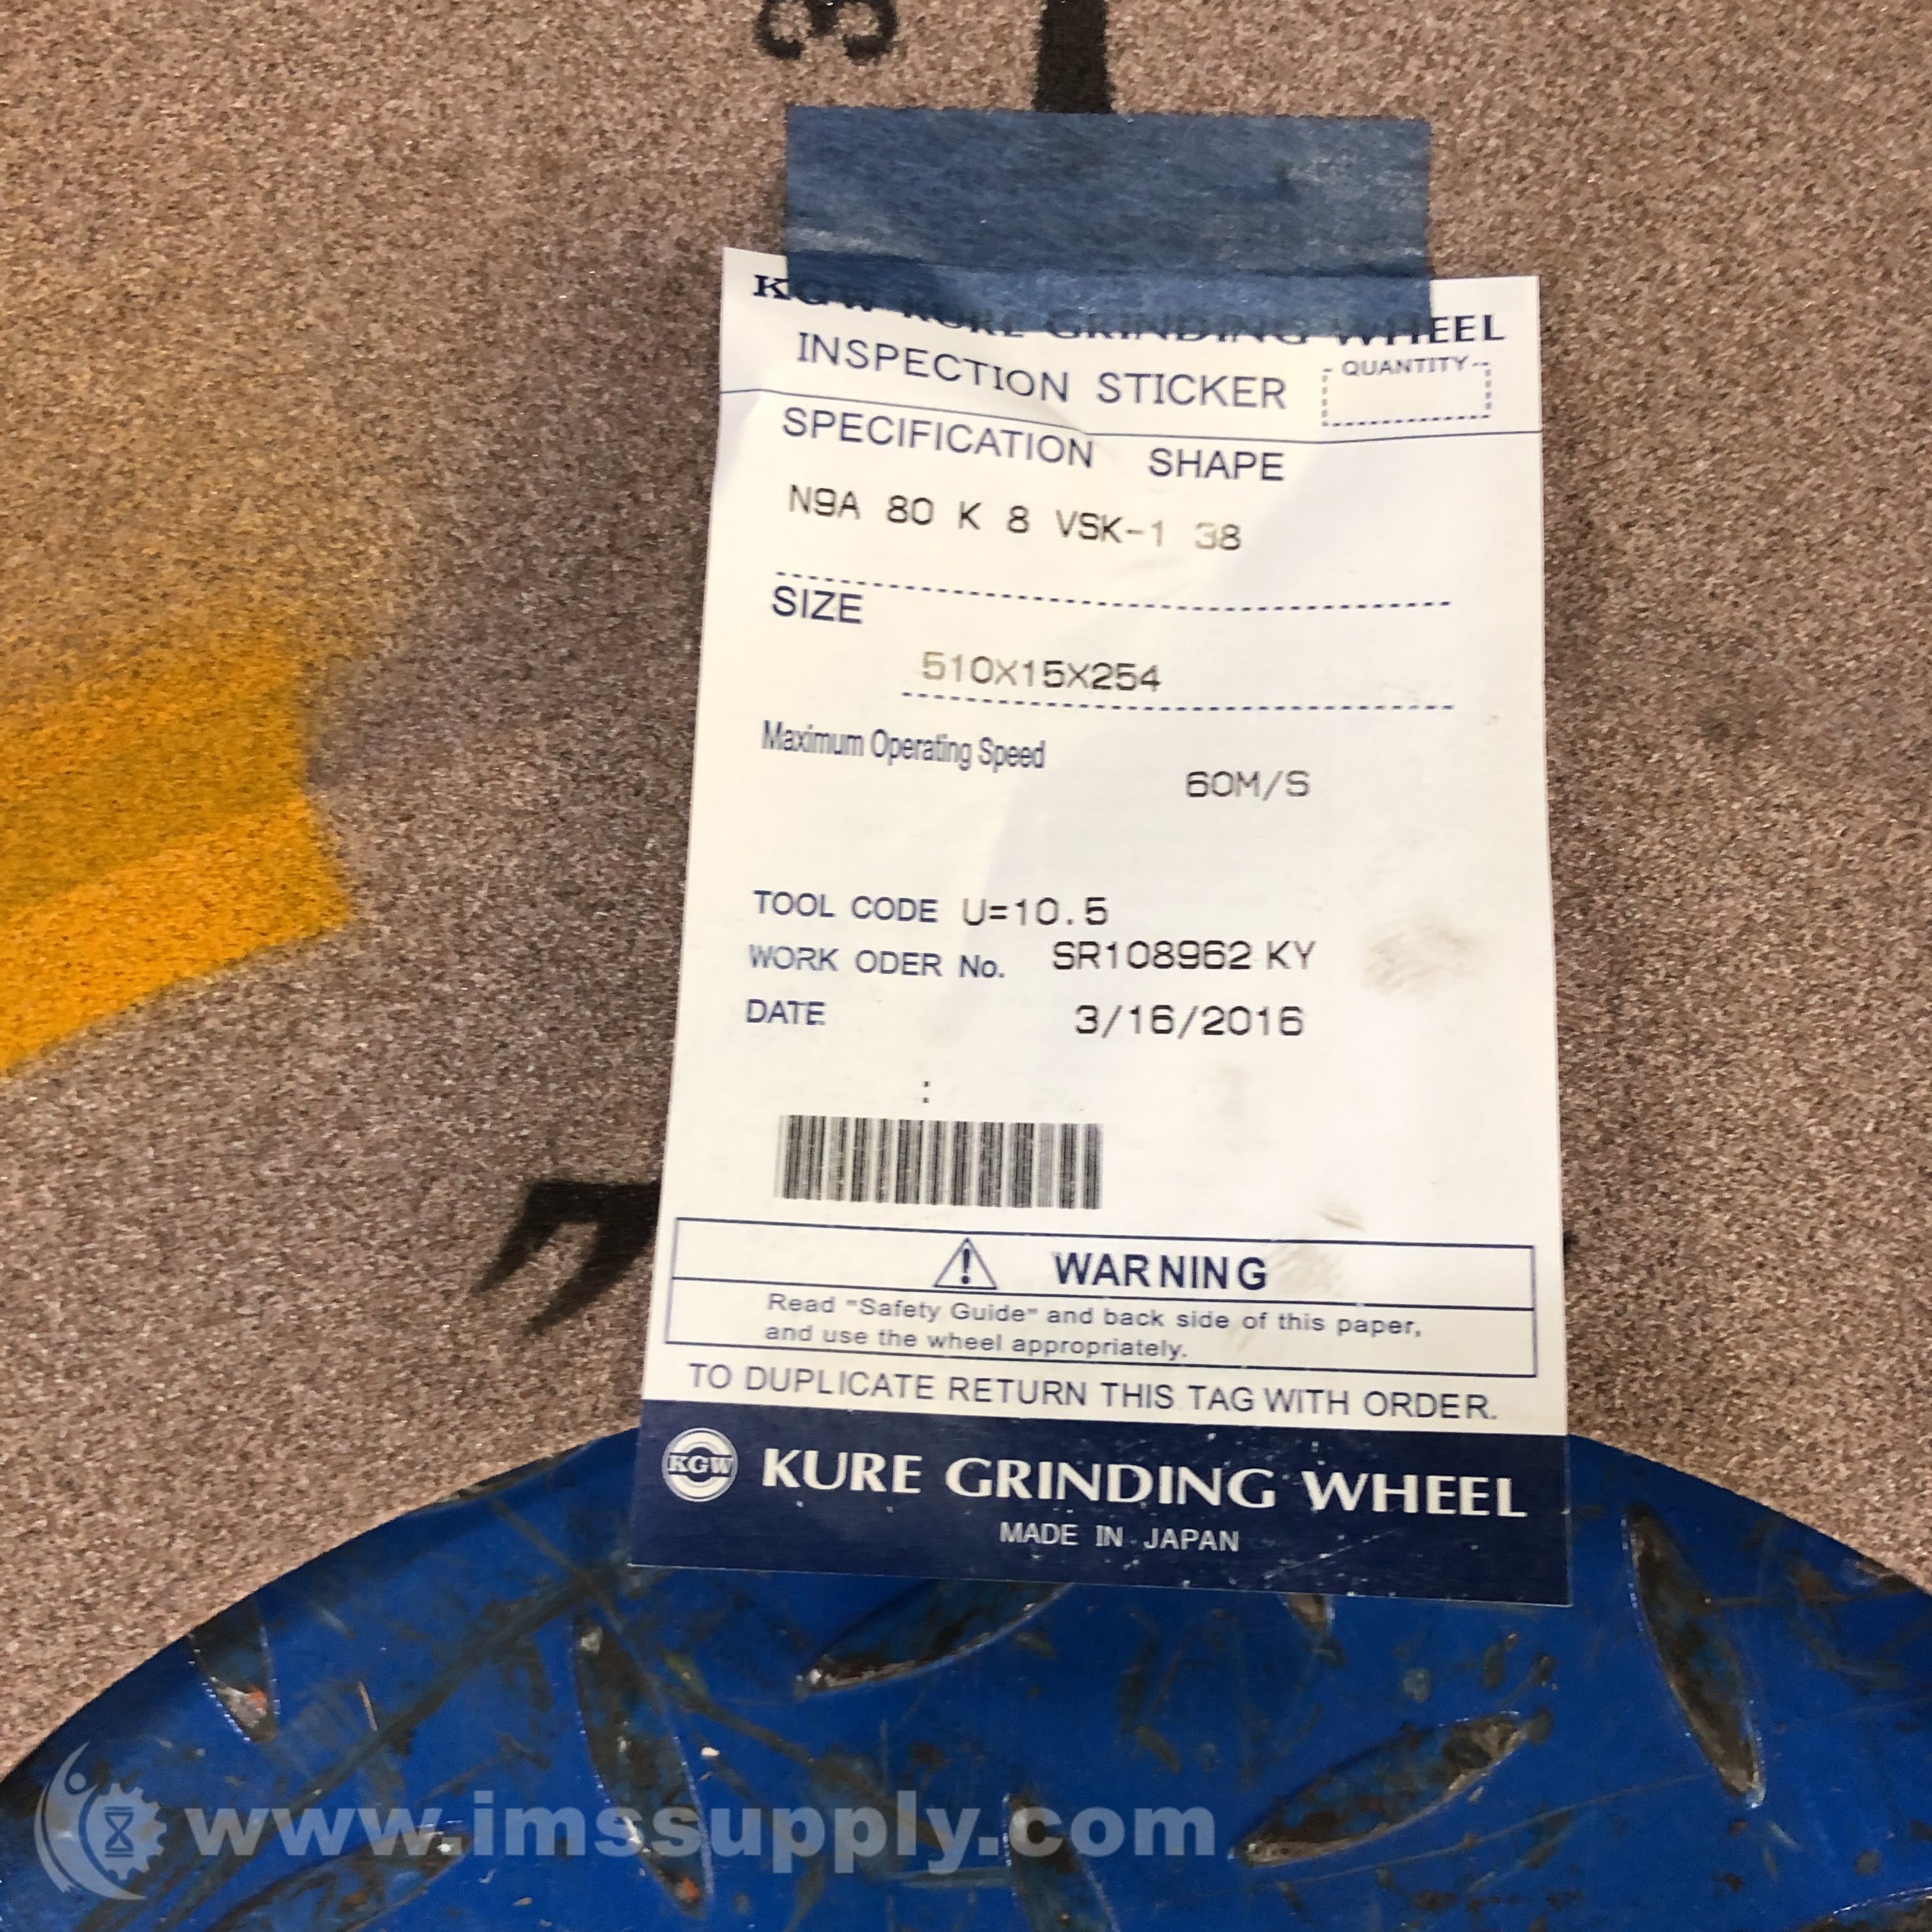 KGW KURE GRINDING WHEEL
INSPECTION STICKER
QUANTITY
SPECIFICATION SHAPE
N9A 80 K 8 VSK-1 38
SIZE
510X15X254
Maximum Operating Speed
60M/S
TOOL CODE U=10.5
WORK ODER No. SR108962 KY
DATE 3/16/2016
:
WARNING
Read "Safety Guide" and back side of this paper,
and use the wheel appropriately.
TO DUPLICATE RETURN THIS TAG WITH ORDER.
KGW KURE GRINDING WHEEL
MADE IN JAPAN
www.imssupply.com